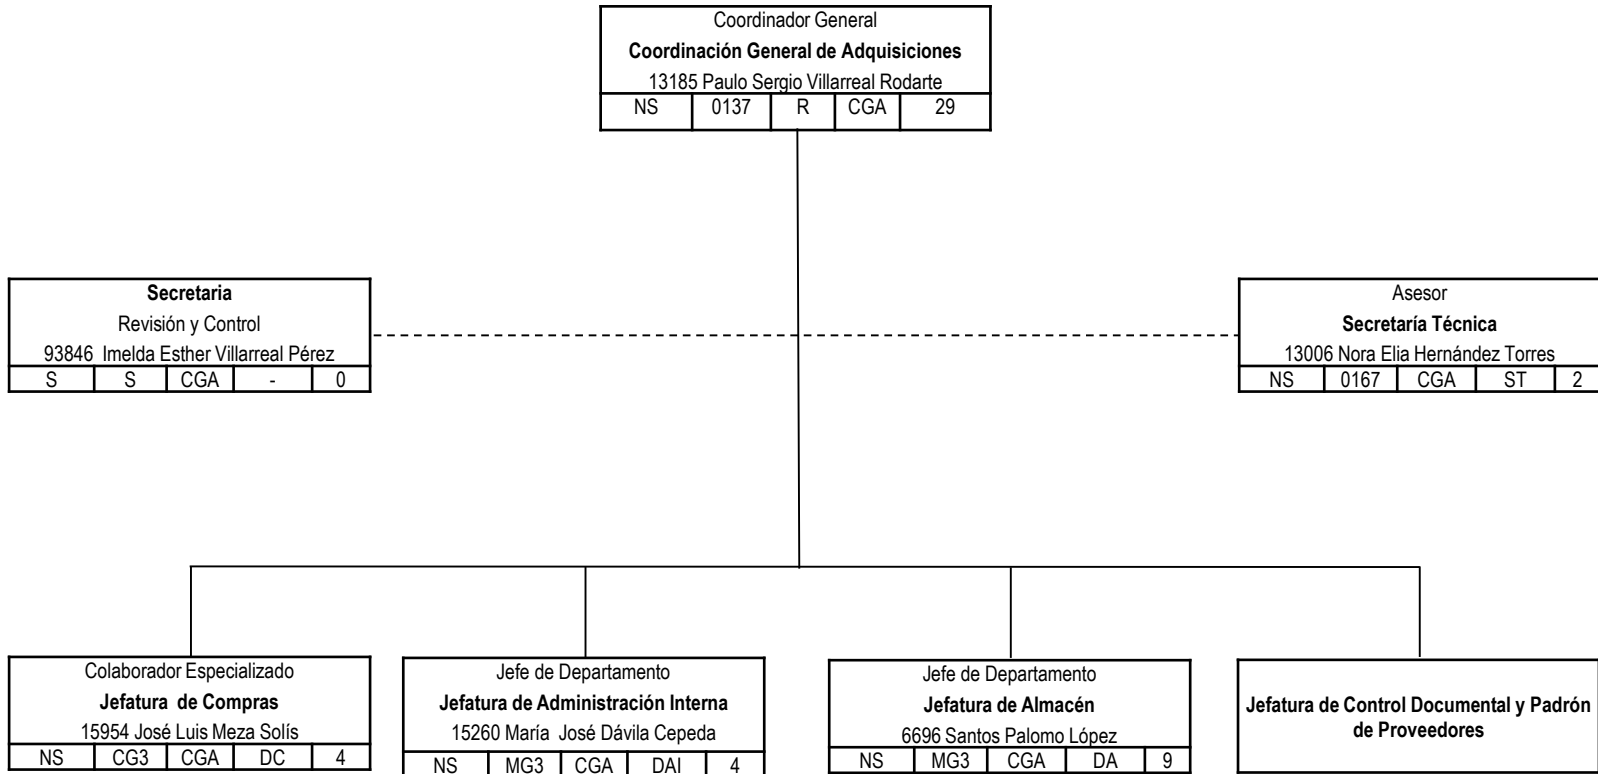 Coordinador General
Coordinación General de Adquisiciones
13185 Paulo Sergio Villarreal Rodarte
NS 0137 R CGA 29
Secretaria
Revisión y Control
93846 Imelda Esther Villarreal Pérez
S S CGA - 0
Asesor
Secretaría Técnica
13006 Nora Elia Hernández Torres
NS 0167 CGA ST 2
Colaborador Especializado
Jefatura de Compras
15954 José Luis Meza Solís
NS CG3 CGA DC 4
Jefe de Departamento
Jefatura de Administración Interna
15260 María José Dávila Cepeda
NS MG3 CGA DAI 4
Jefe de Departamento
Jefatura de Almacén
6696 Santos Palomo López
NS MG3 CGA DA 9
Jefatura de Control Documental y Padrón
de Proveedores